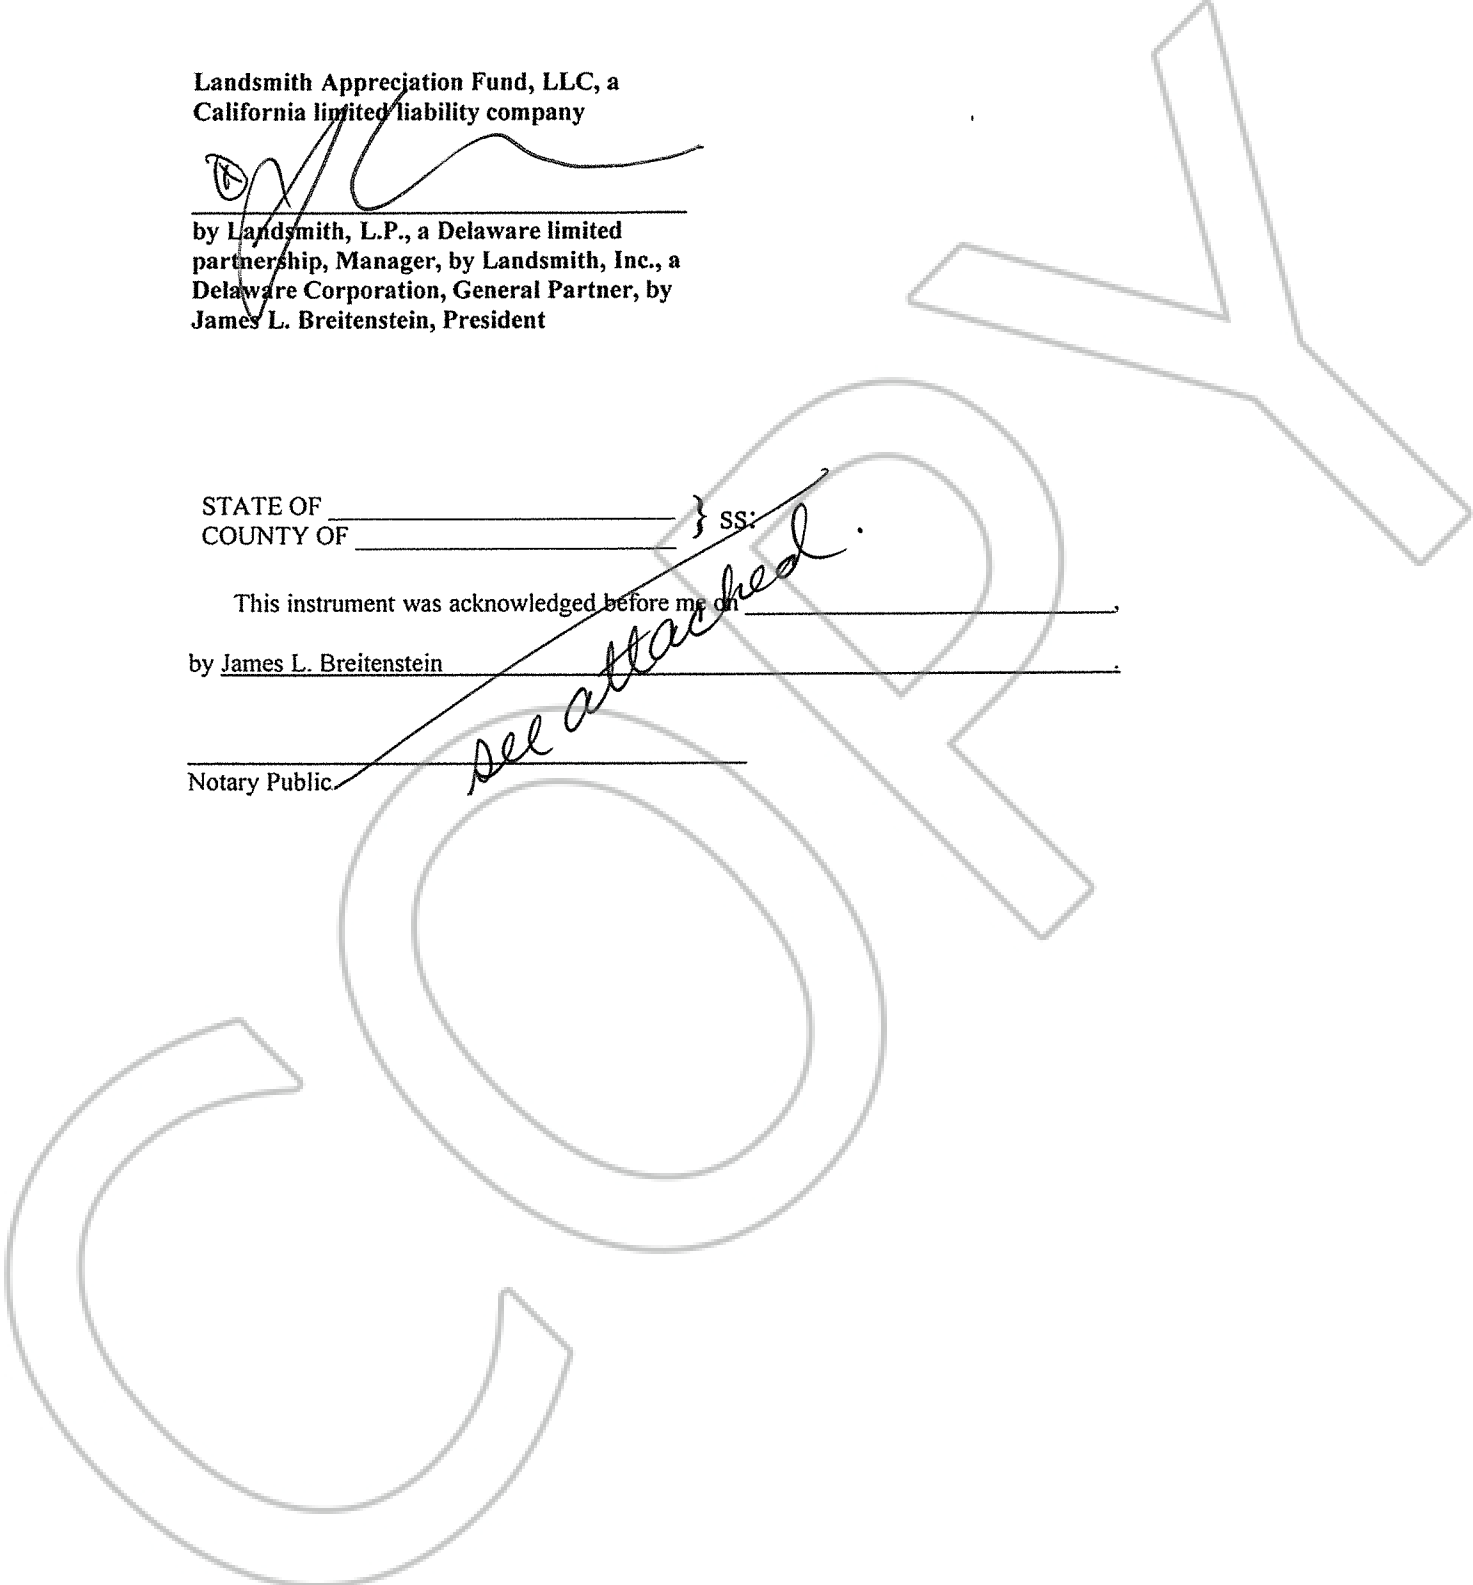 Landsmith Appreciation Fund, LLC, a
California limited liability company
by Landsmith, L.P., a Delaware limited
partnership, Manager, by Landsmith, Inc., a
Delaware Corporation, General Partner, by
James L. Breitenstein, President
STATE OF
COUNTY OF
} ss:
This instrument was acknowledged before me on ,
by James L. Breitenstein .
see attached.
Notary Public
COPY